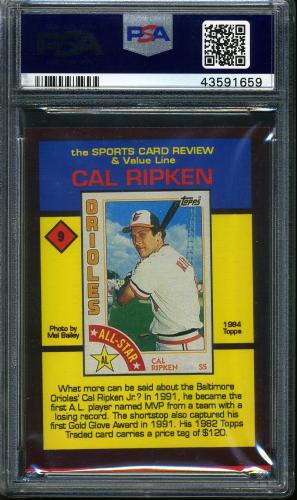 PSA
PSA
43591659
the SPORTS CARD REVIEW
& Value Line
CAL RIPKEN
9
Topps
ORIOLES
ALL-STAR
AL
CAL
RIPKEN
SS
Photo by
Mel Bailey
1984
Topps
What more can be said about the Baltimore
Orioles' Cal Ripken Jr.? In 1991, he became the
first A.L. player named MVP from a team with a
losing record. The shortstop also captured his
first Gold Glove Award in 1991. His 1982 Topps
Traded card carries a price tag of $120.